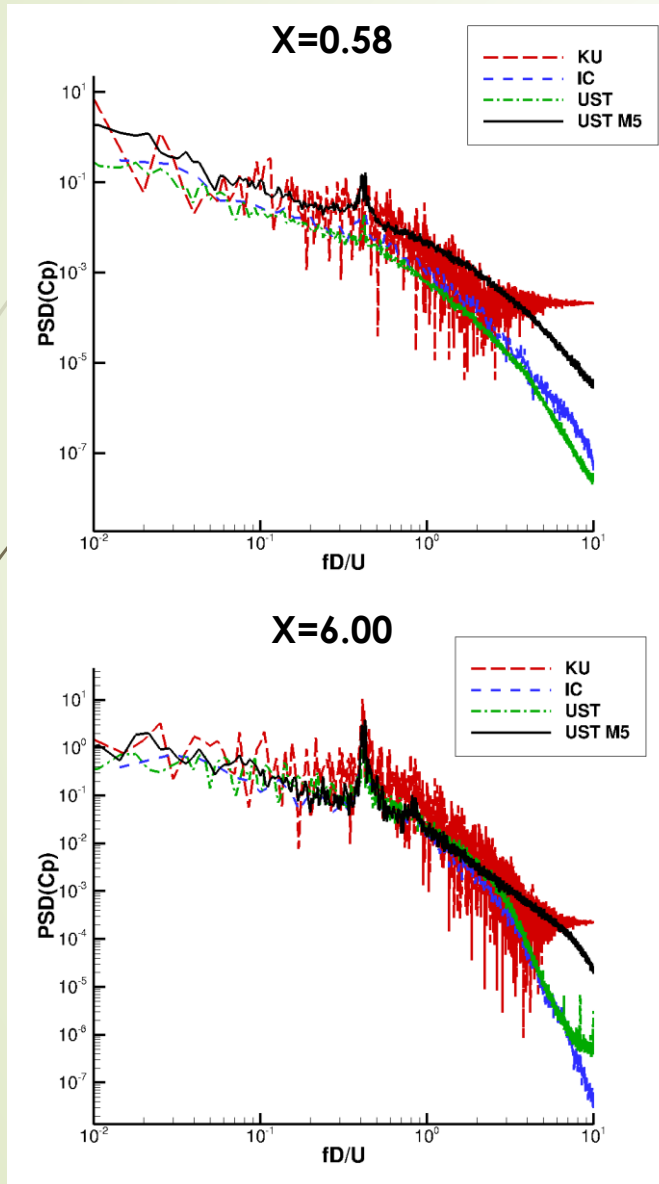 X=0.58
KU
IC
UST
UST M5
10¹
10⁻¹
10⁻³
10⁻⁵
10⁻⁷
PSD(Cp)
10⁻² 10⁻¹ 10⁰ 10¹
fD/U
X=6.00
KU
IC
UST
UST M5
10¹
10⁰
10⁻¹
10⁻²
10⁻³
10⁻⁴
10⁻⁵
10⁻⁶
10⁻⁷
PSD(Cp)
10⁻² 10⁻¹ 10⁰ 10¹
fD/U